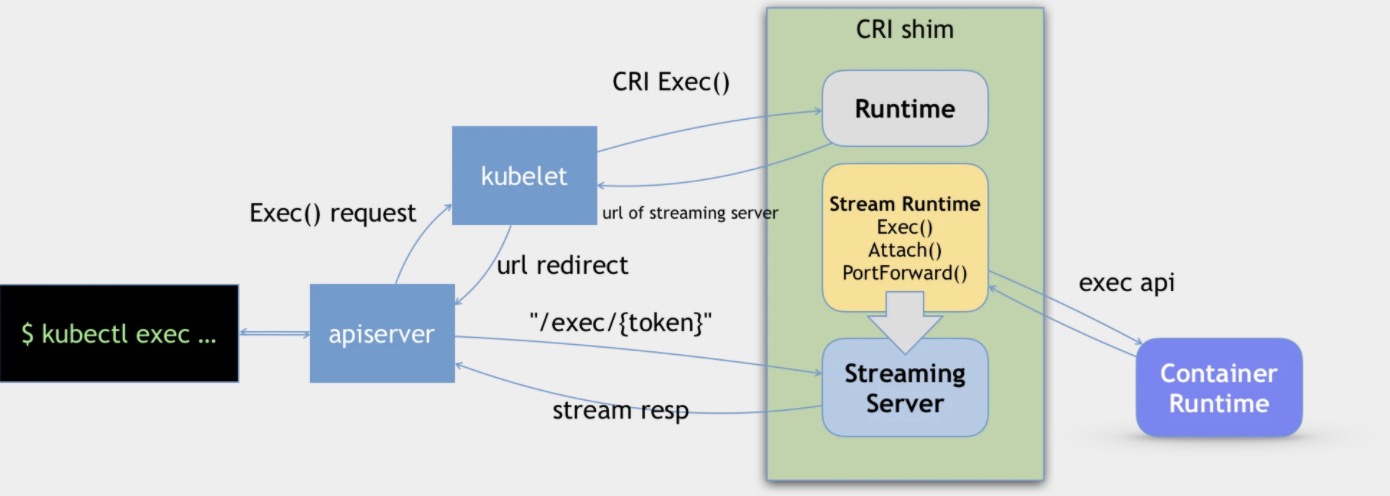 CRI shim
CRI Exec()
Runtime
kubelet
url of streaming server
Exec() request
url redirect
Stream Runtime
Exec()
Attach()
PortForward()
exec api
$ kubectl exec ...
apiserver
"/exec/{token}"
stream resp
Streaming
Server
Container
Runtime